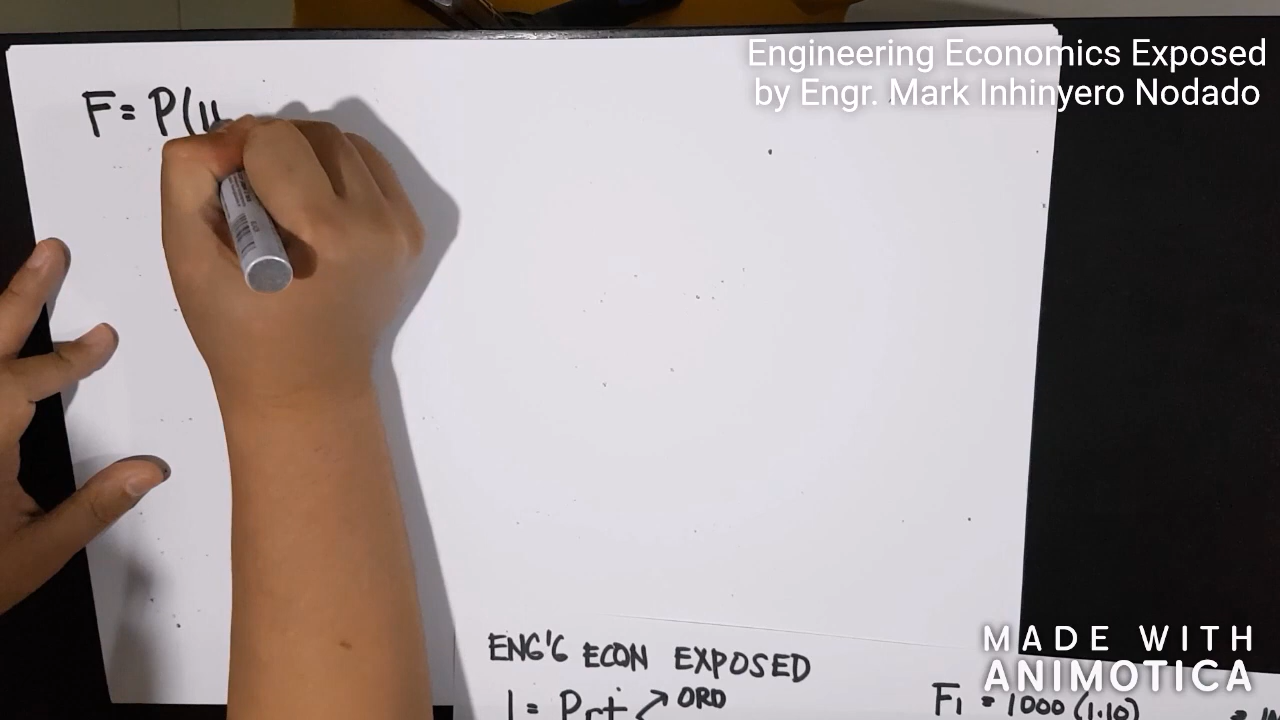 Engineering Economics Exposed
by Engr. Mark Inhinyero Nodado
F = P(1
ENG'G ECON EXPOSED
I = Prt ↗ ORD
F1 = 1000 (1.10)
MADE WITH
ANIMOTICA